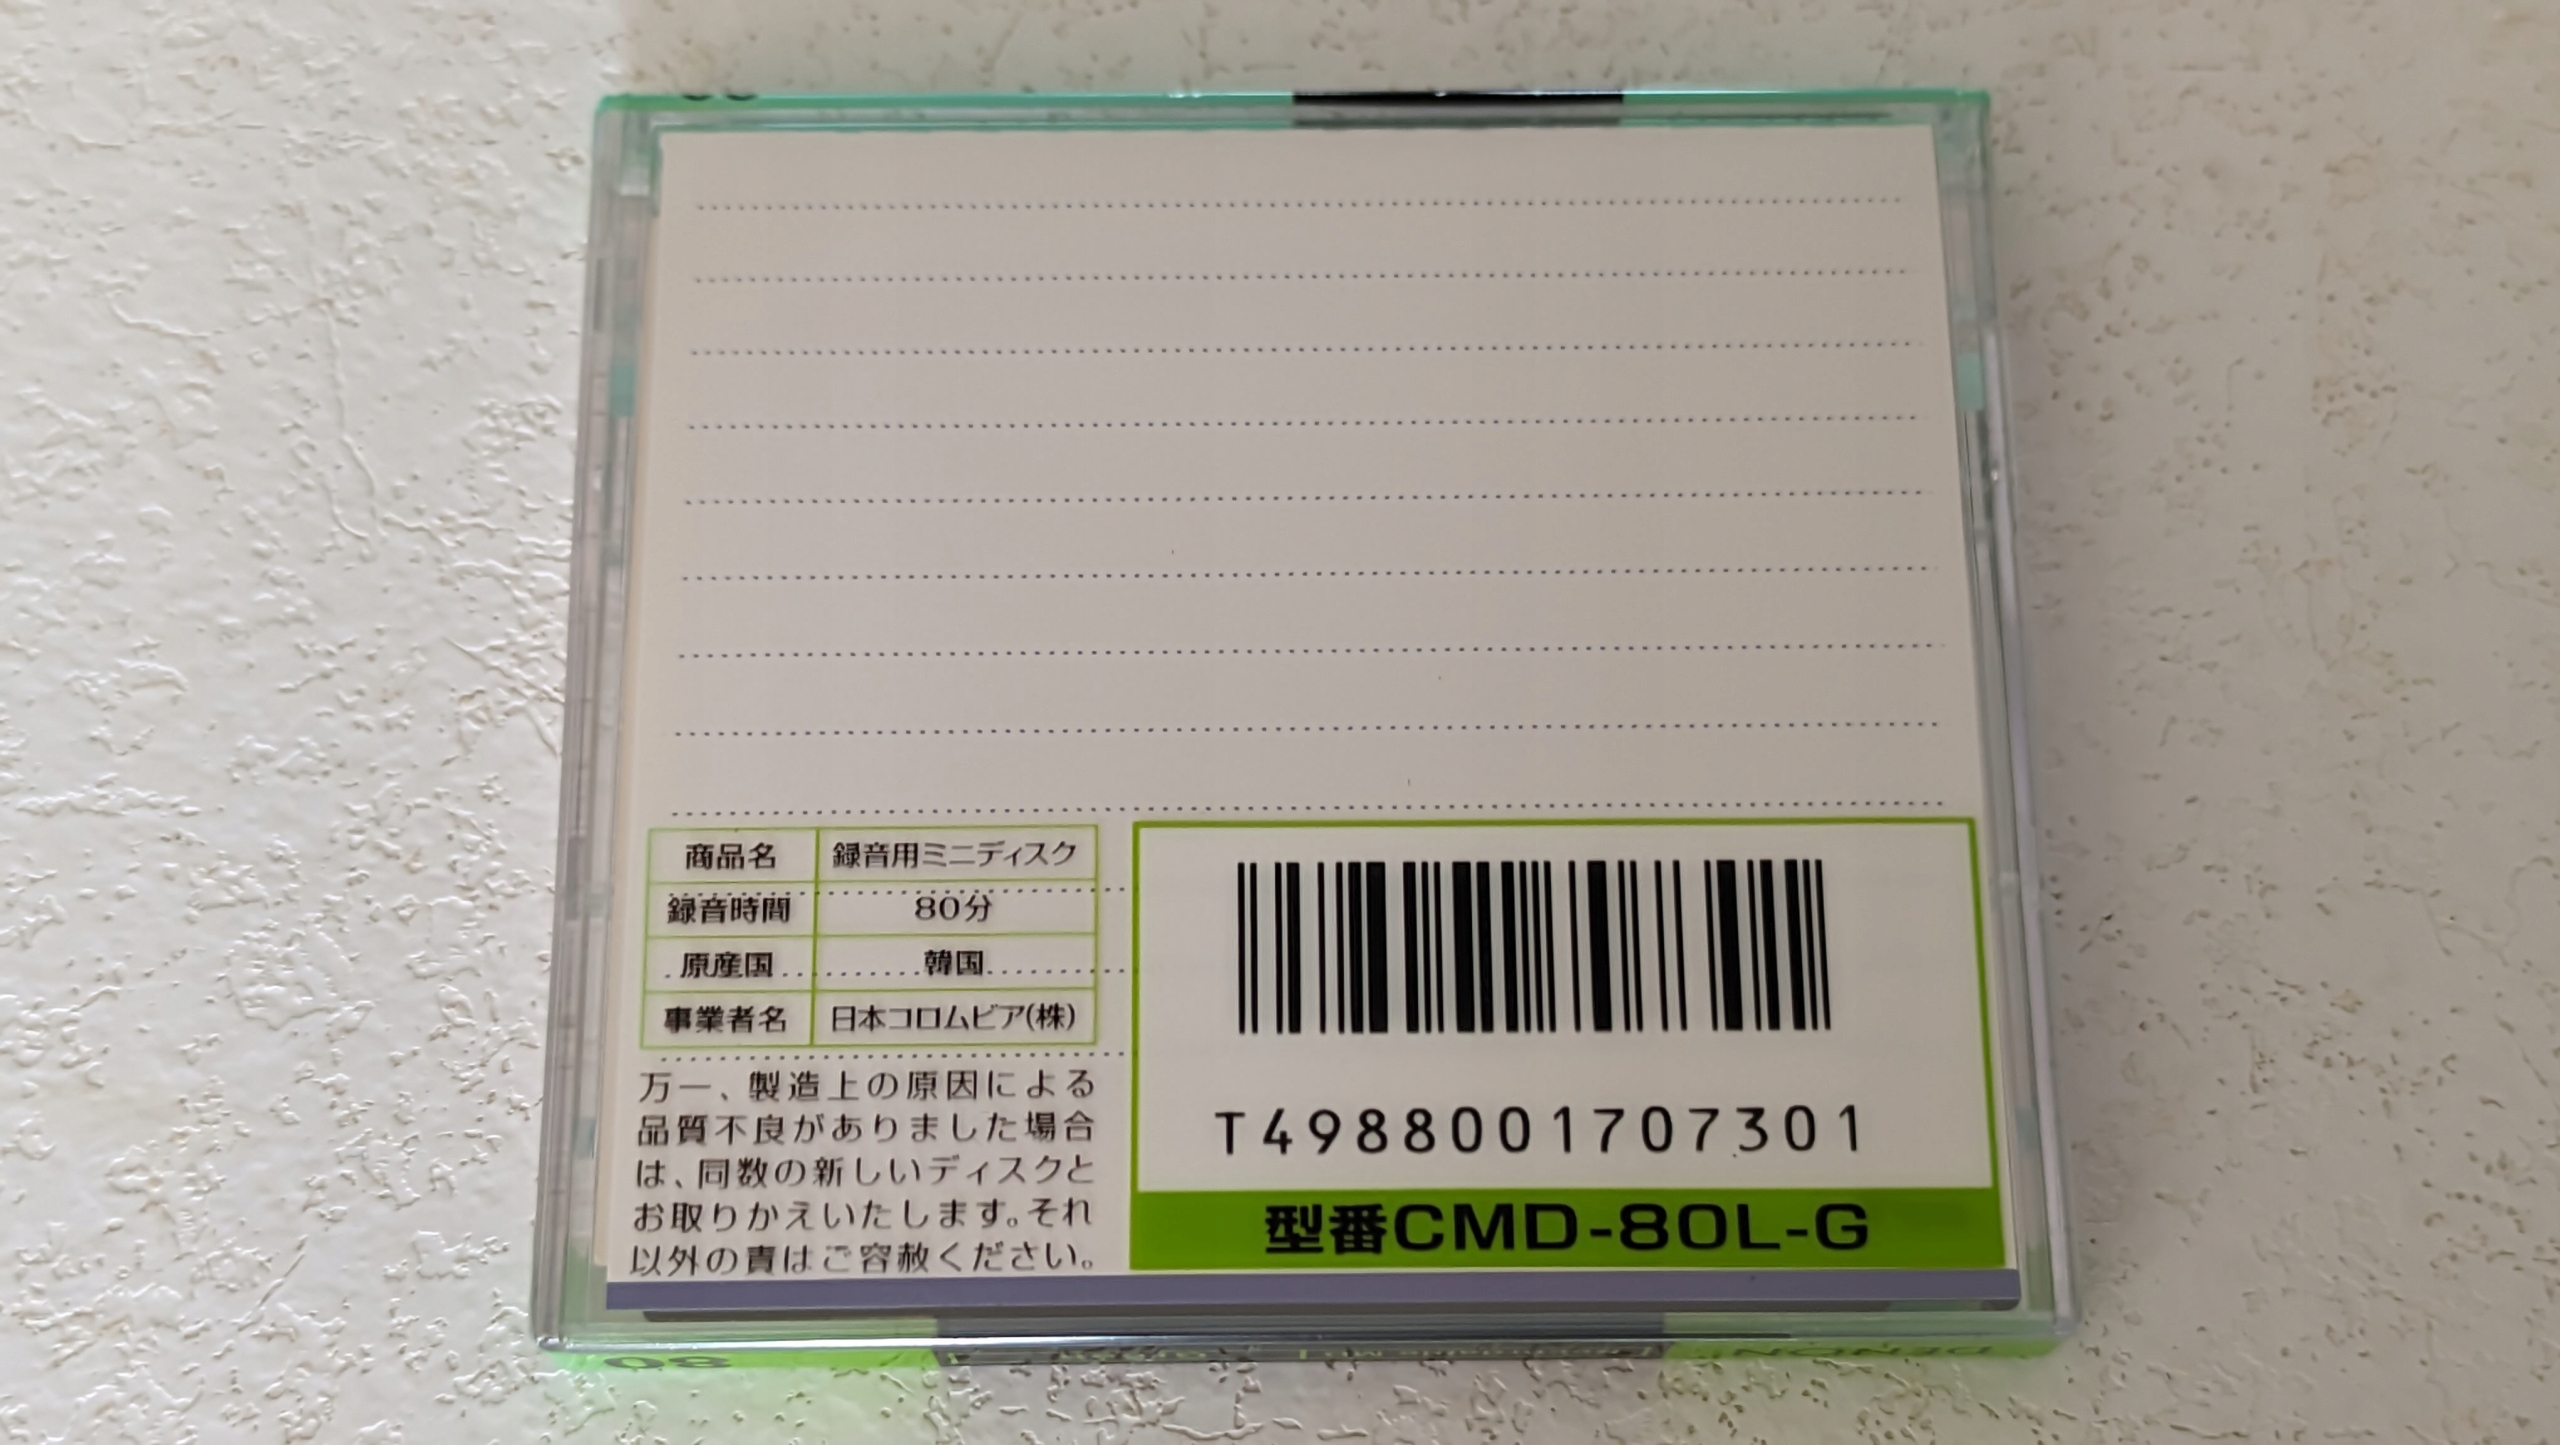 商品名 録音用ミニディスク
録音時間 80分
原産国 韓国
事業者名 日本コロムビア(株)
万一、製造上の原因による
品質不良がありました場合
は、同数の新しいディスクと
お取りかえいたします。それ
以外の責はご容赦ください。
T4988001707301
型番CMD-80L-G
80
DENON